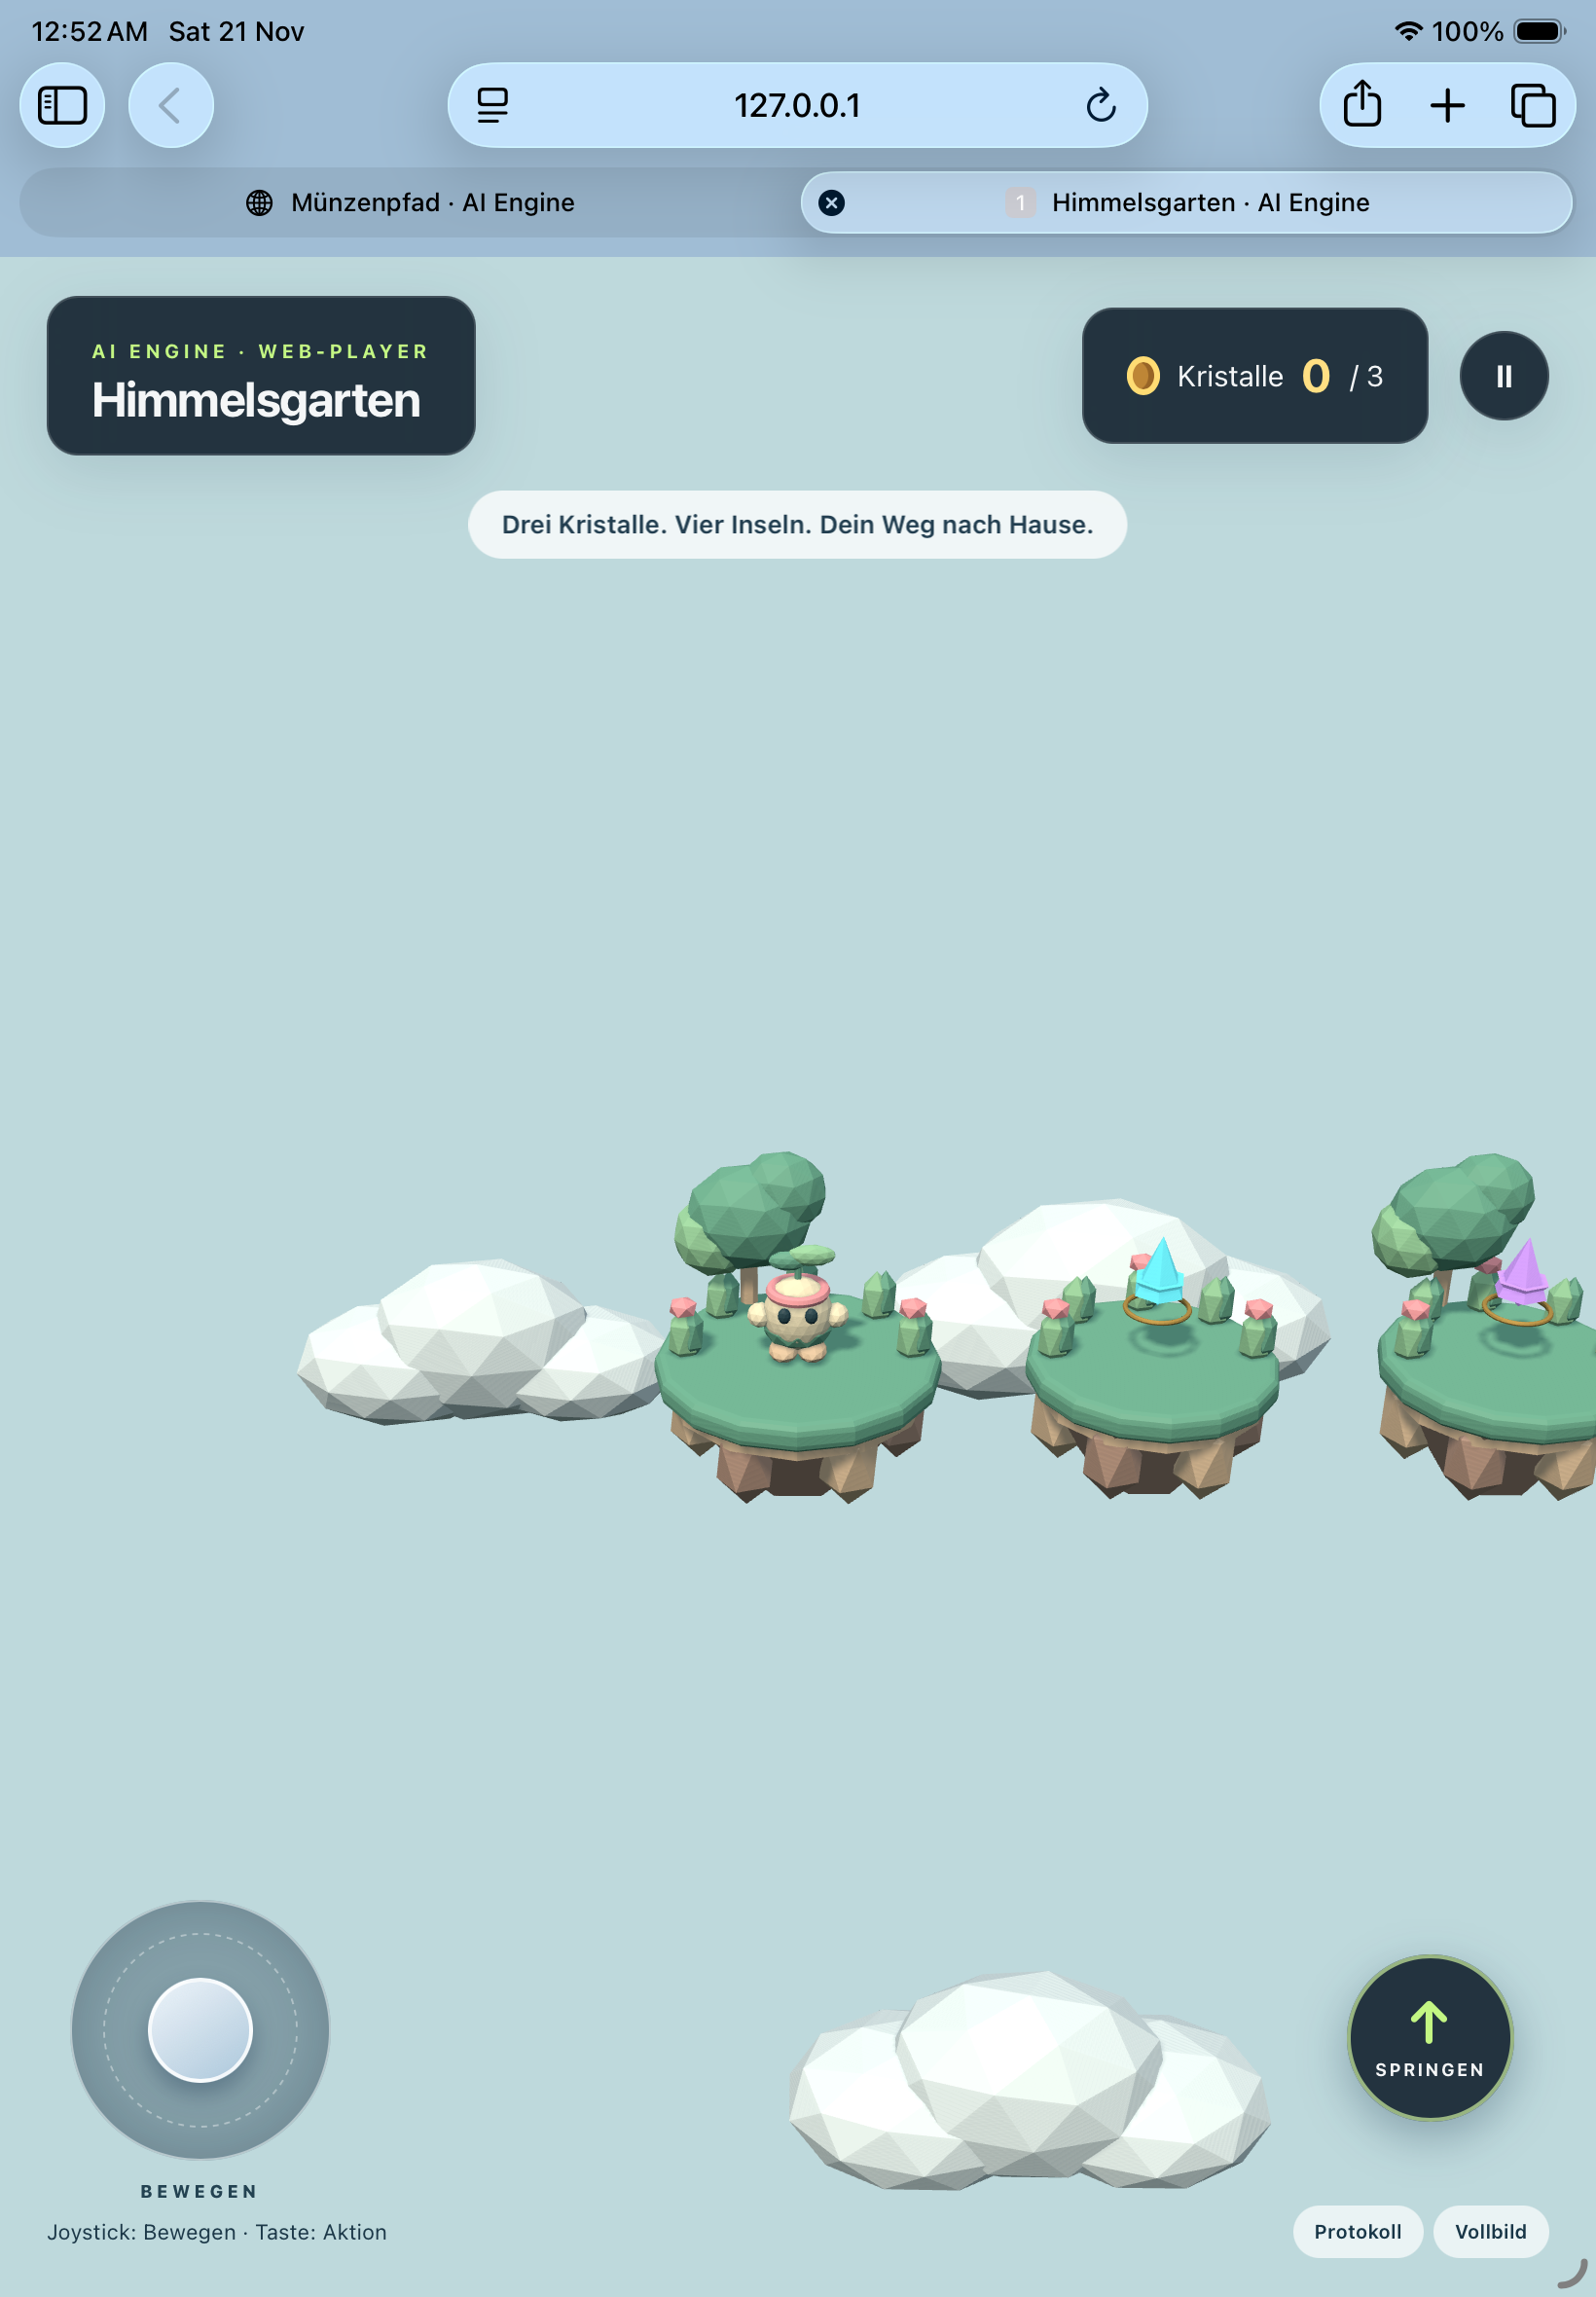 12:52 AM Sat 21 Nov
100%
127.0.0.1
Münzenpfad · AI Engine
1 Himmelsgarten · AI Engine
AI ENGINE · WEB-PLAYER
Himmelsgarten
Kristalle 0 / 3
Drei Kristalle. Vier Inseln. Dein Weg nach Hause.
SPRINGEN
BEWEGEN
Joystick: Bewegen · Taste: Aktion
Protokoll
Vollbild